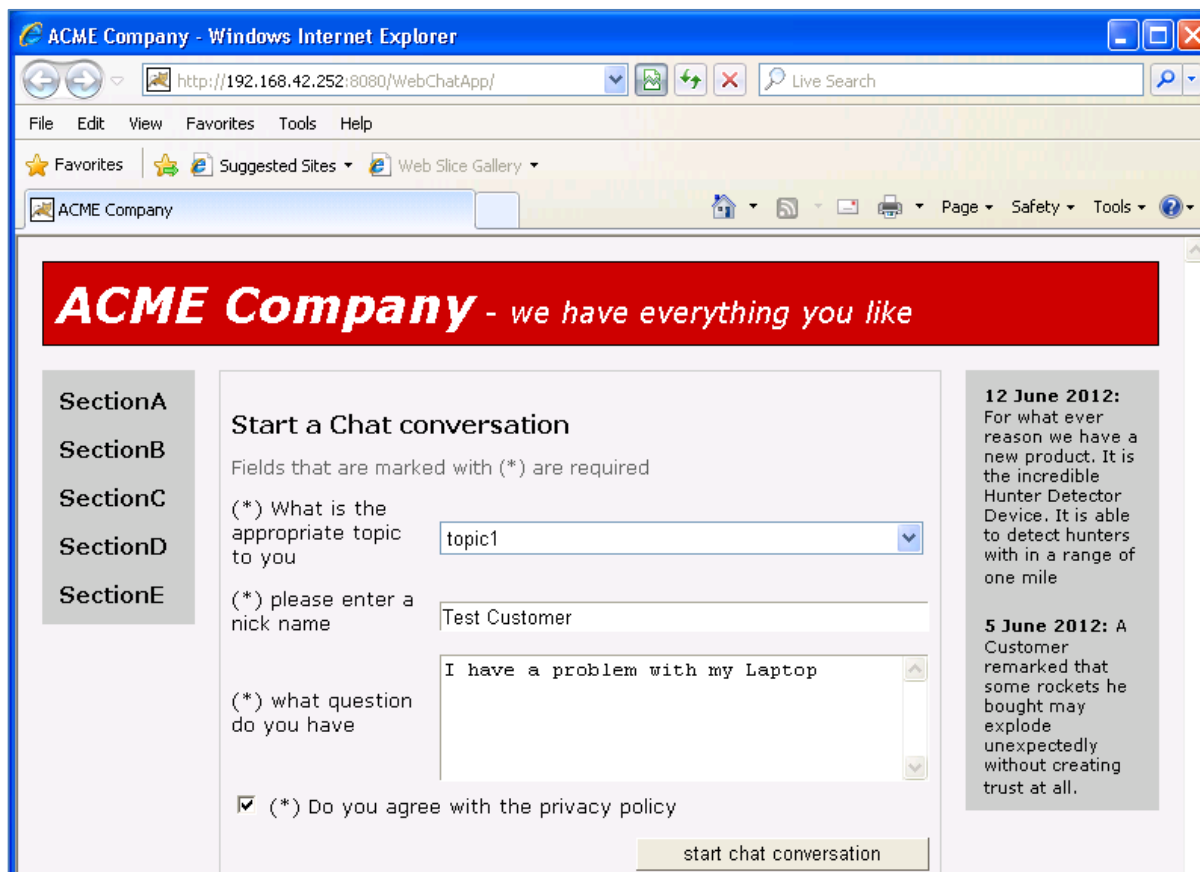 ACME Company - Windows Internet Explorer
http://192.168.42.252:8080/WebChatApp/
Live Search
File Edit View Favorites Tools Help
Favorites Suggested Sites Web Slice Gallery
ACME Company
Page Safety Tools
ACME Company - we have everything you like
SectionA
SectionB
SectionC
SectionD
SectionE
Start a Chat conversation
Fields that are marked with (*) are required
(*) What is the
appropriate topic
to you
topic1
(*) please enter a
nick name
Test Customer
(*) what question
do you have
I have a problem with my Laptop
(*) Do you agree with the privacy policy
start chat conversation
12 June 2012:
For what ever
reason we have a
new product. It is
the incredible
Hunter Detector
Device. It is able
to detect hunters
with in a range of
one mile
5 June 2012: A
Customer
remarked that
some rockets he
bought may
explode
unexpectedly
without creating
trust at all.